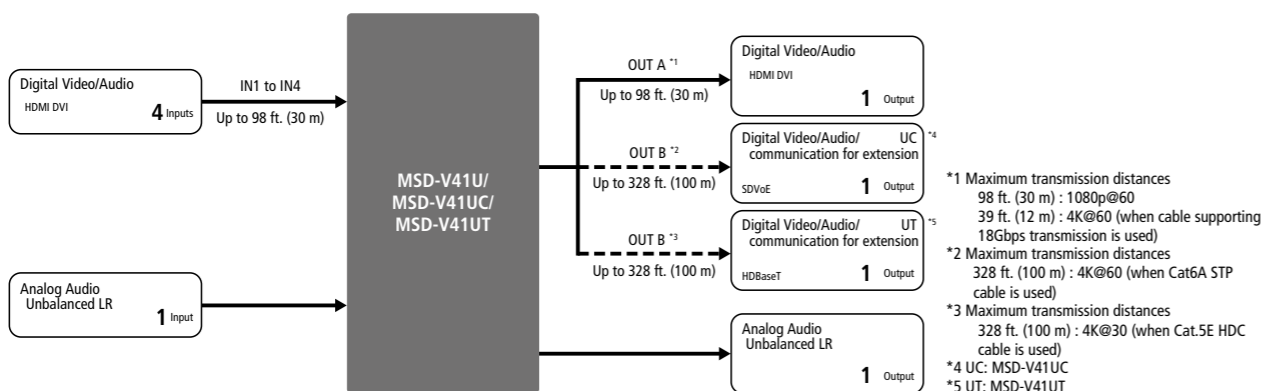 Digital Video/Audio
HDMI DVI
4 Inputs
IN1 to IN4
Up to 98 ft. (30 m)
Analog Audio
Unbalanced LR
1 Input
MSD-V41U/
MSD-V41UC/
MSD-V41UT
OUT A *1
Up to 98 ft. (30 m)
Digital Video/Audio
HDMI DVI
1 Output
OUT B *2
Up to 328 ft. (100 m)
Digital Video/Audio/ UC *4
communication for extension
SDVoE
1 Output
OUT B *3
Up to 328 ft. (100 m)
Digital Video/Audio/ UT *5
communication for extension
HDBaseT
1 Output
Analog Audio
Unbalanced LR
1 Output
*1 Maximum transmission distances
98 ft. (30 m) : 1080p@60
39 ft. (12 m) : 4K@60 (when cable supporting
18Gbps transmission is used)
*2 Maximum transmission distances
328 ft. (100 m) : 4K@60 (when Cat6A STP
cable is used)
*3 Maximum transmission distances
328 ft. (100 m) : 4K@30 (when Cat.5E HDC
cable is used)
*4 UC: MSD-V41UC
*5 UT: MSD-V41UT